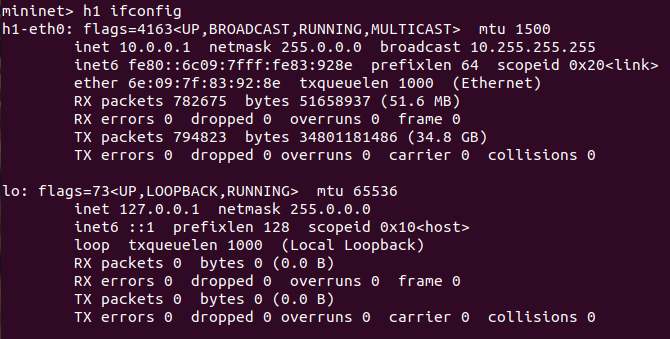 mininet> h1 ifconfig
h1-eth0: flags=4163<UP,BROADCAST,RUNNING,MULTICAST>  mtu 1500
        inet 10.0.0.1  netmask 255.0.0.0  broadcast 10.255.255.255
        inet6 fe80::6c09:7fff:fe83:928e  prefixlen 64  scopeid 0x20<link>
        ether 6e:09:7f:83:92:8e  txqueuelen 1000  (Ethernet)
        RX packets 782675  bytes 51658937 (51.6 MB)
        RX errors 0  dropped 0  overruns 0  frame 0
        TX packets 794823  bytes 34801181486 (34.8 GB)
        TX errors 0  dropped 0 overruns 0  carrier 0  collisions 0

lo: flags=73<UP,LOOPBACK,RUNNING>  mtu 65536
        inet 127.0.0.1  netmask 255.0.0.0
        inet6 ::1  prefixlen 128  scopeid 0x10<host>
        loop  txqueuelen 1000  (Local Loopback)
        RX packets 0  bytes 0 (0.0 B)
        RX errors 0  dropped 0  overruns 0  frame 0
        TX packets 0  bytes 0 (0.0 B)
        TX errors 0  dropped 0 overruns 0  carrier 0  collisions 0